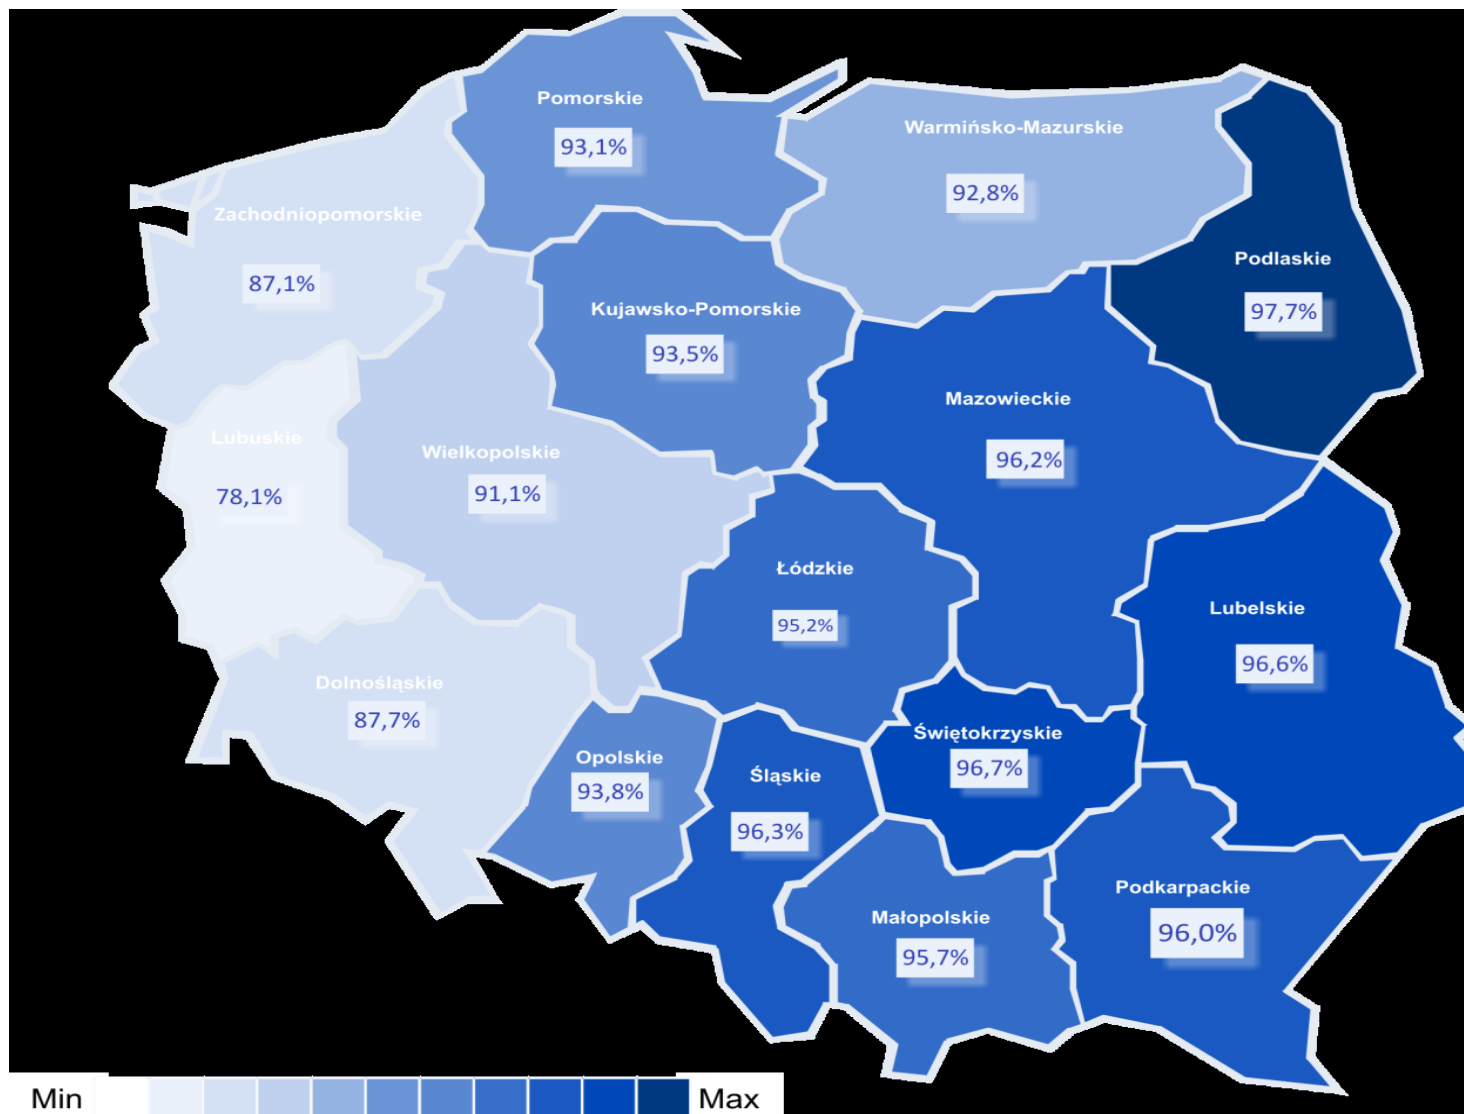 Pomorskie
93,1%
Warmińsko-Mazurskie
92,8%
Zachodniopomorskie
87,1%
Podlaskie
97,7%
Kujawsko-Pomorskie
93,5%
Mazowieckie
96,2%
Lubuskie
78,1%
Wielkopolskie
91,1%
Łódzkie
95,2%
Lubelskie
96,6%
Dolnośląskie
87,7%
Opolskie
93,8%
Śląskie
96,3%
Świętokrzyskie
96,7%
Małopolskie
95,7%
Podkarpackie
96,0%
Min Max